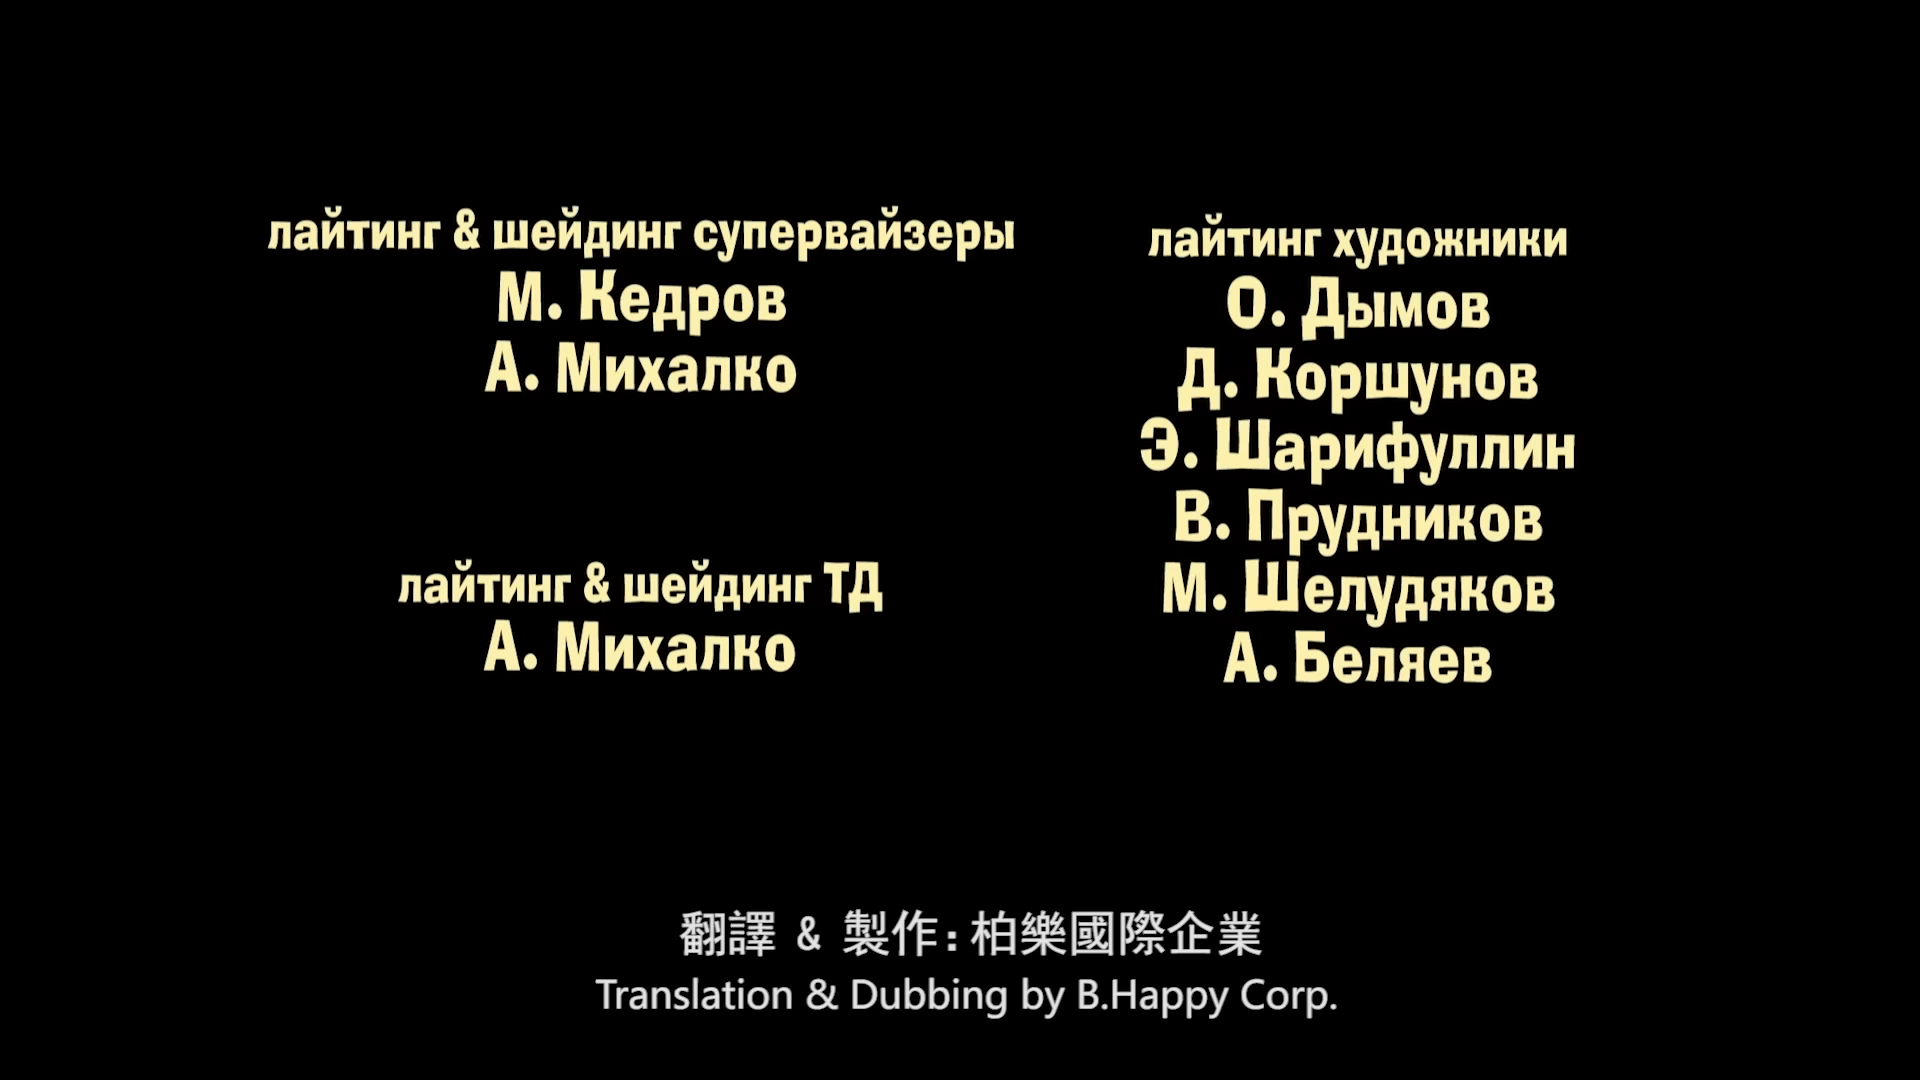 лайтинг & шейдинг супервайзеры
М. Кедров
А. Михалко
лайтинг & шейдинг ТД
А. Михалко
лайтинг художники
О. Дымов
Д. Коршунов
Э. Шарифуллин
В. Прудников
М. Шелудяков
А. Беляев
翻譯 & 製作: 柏樂國際企業
Translation & Dubbing by B.Happy Corp.